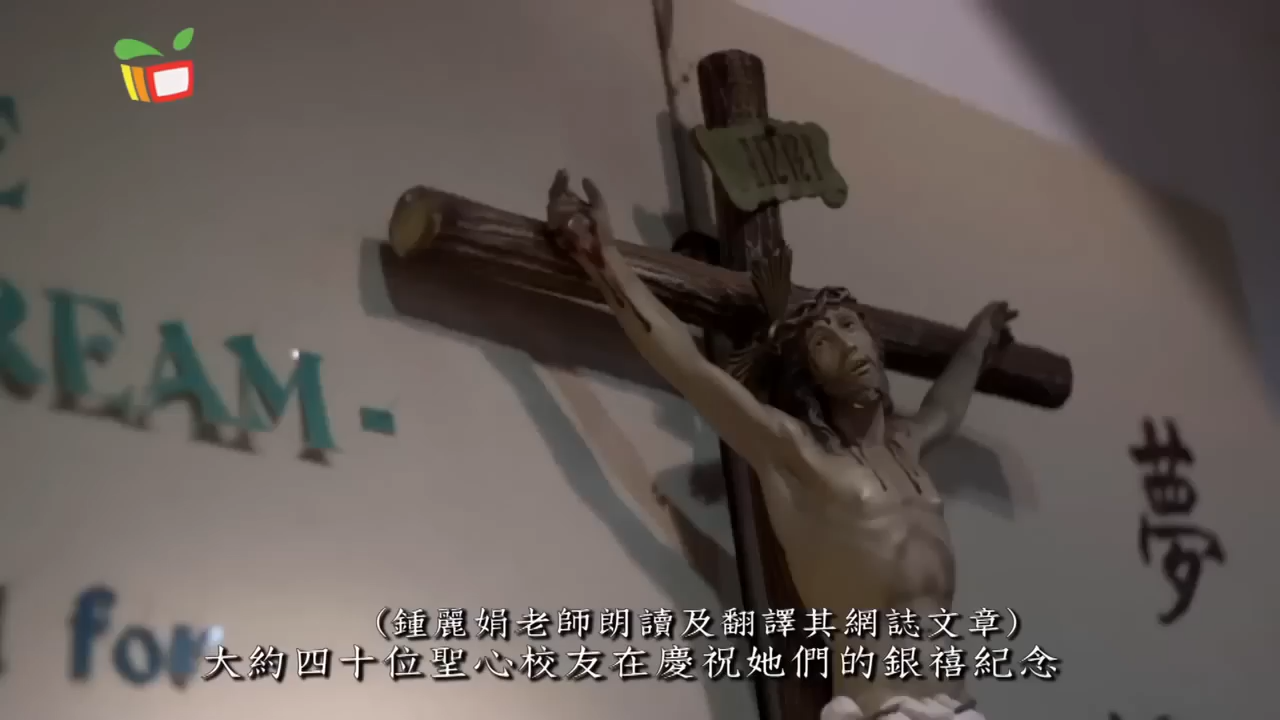 REAM-
夢
for
（鍾麗娟老師朗讀及翻譯其網誌文章）
大約四十位聖心校友在慶祝她們的銀禧紀念